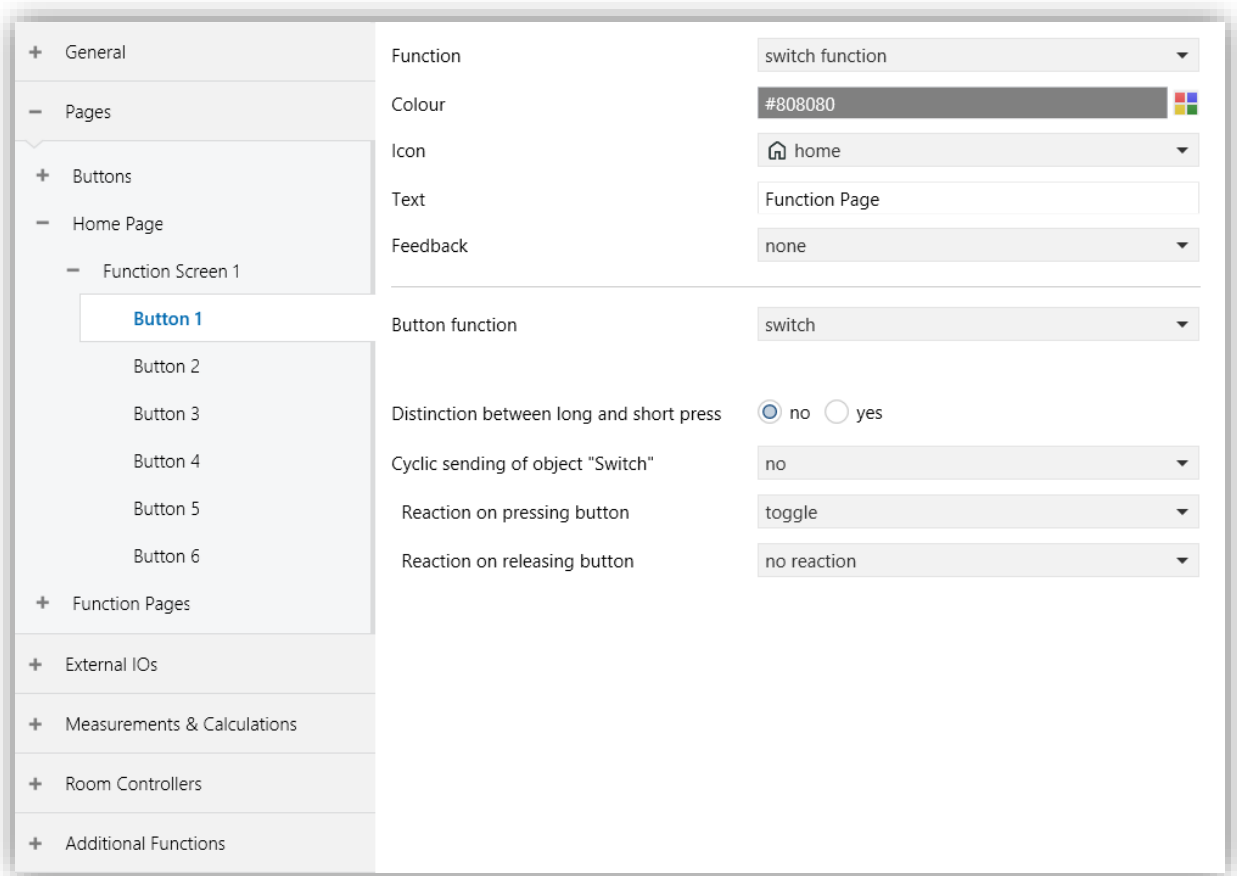 General
Pages
Buttons
Home Page
Function Screen 1
Button 1
Button 2
Button 3
Button 4
Button 5
Button 6
Function Pages
External IOs
Measurements & Calculations
Room Controllers
Additional Functions
Function switch function
Colour #808080
Icon home
Text Function Page
Feedback none
Button function switch
Distinction between long and short press no yes
Cyclic sending of object "Switch" no
Reaction on pressing button toggle
Reaction on releasing button no reaction